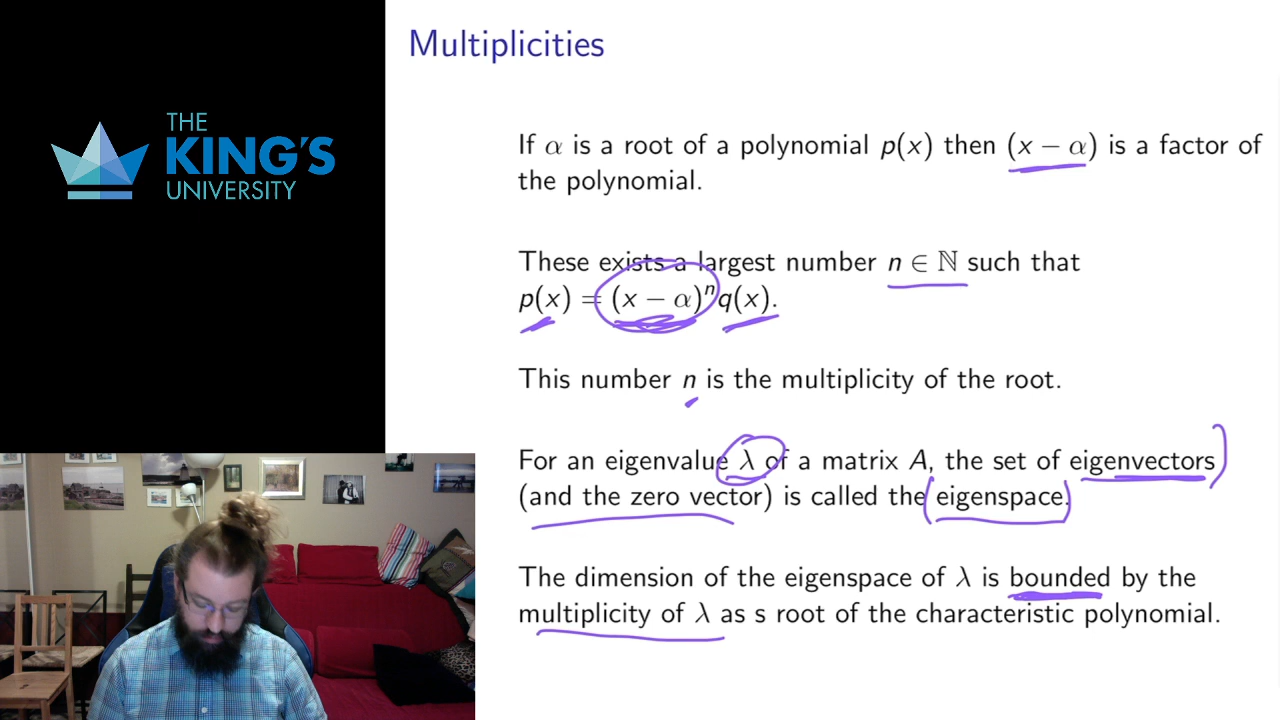 THE
KING'S
UNIVERSITY
Multiplicities
If α is a root of a polynomial p(x) then (x − α) is a factor of
the polynomial.
These exists a largest number n ∈ ℕ such that
p(x) = (x − α)ⁿq(x).
This number n is the multiplicity of the root.
For an eigenvalue λ of a matrix A, the set of eigenvectors
(and the zero vector) is called the eigenspace.
The dimension of the eigenspace of λ is bounded by the
multiplicity of λ as s root of the characteristic polynomial.